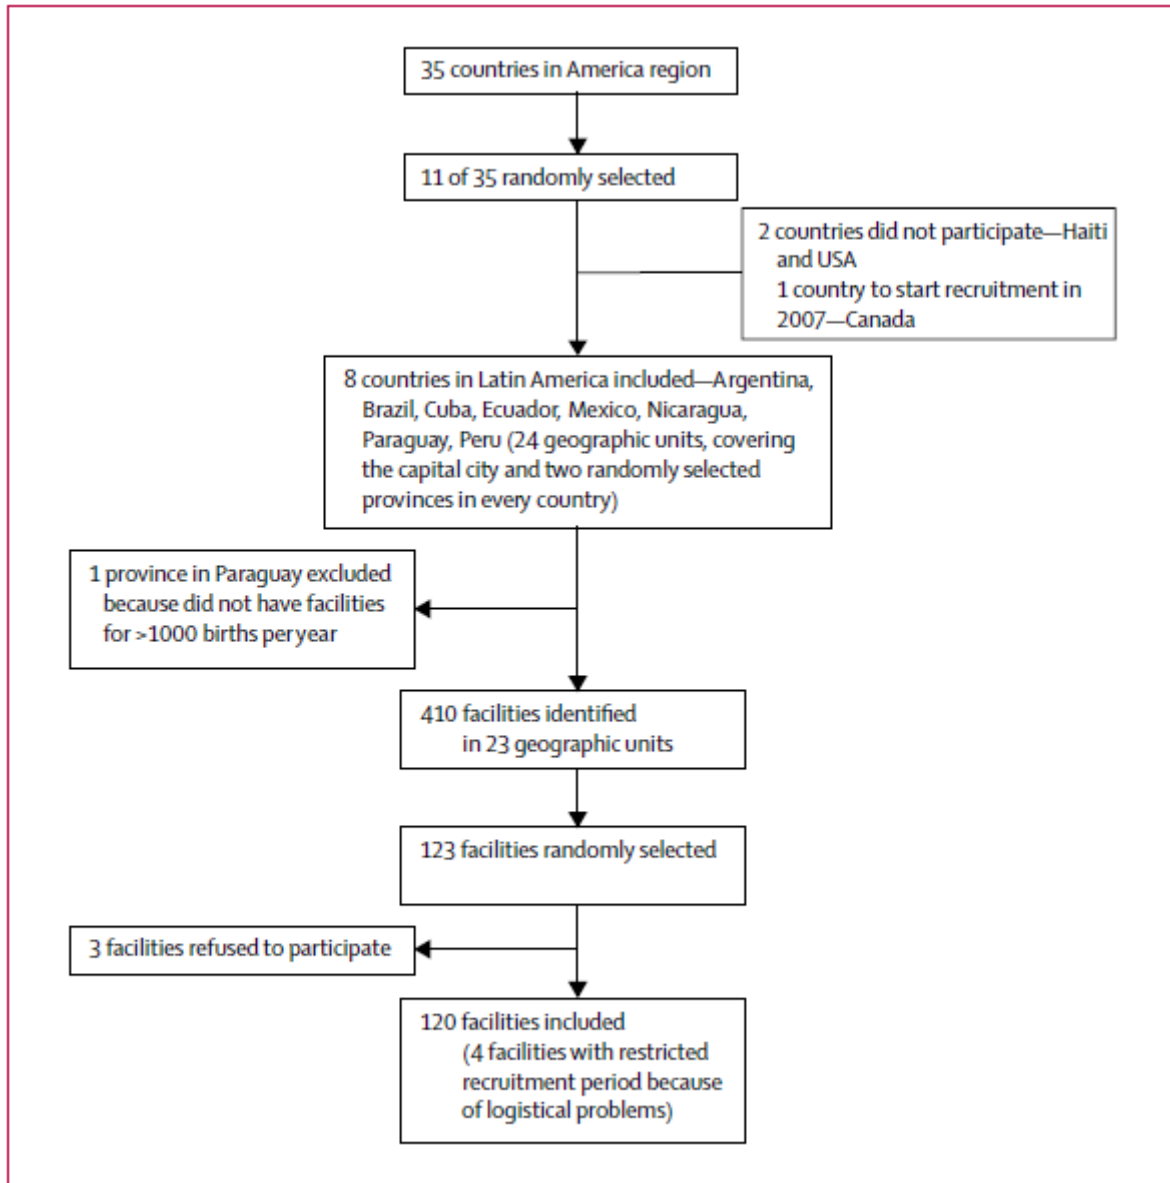 35 countries in America region
11 of 35 randomly selected
2 countries did not participate—Haiti
and USA
1 country to start recruitment in
2007—Canada
8 countries in Latin America included—Argentina,
Brazil, Cuba, Ecuador, Mexico, Nicaragua,
Paraguay, Peru (24 geographic units, covering
the capital city and two randomly selected
provinces in every country)
1 province in Paraguay excluded
because did not have facilities
for >1000 births per year
410 facilities identified
in 23 geographic units
123 facilities randomly selected
3 facilities refused to participate
120 facilities included
(4 facilities with restricted
recruitment period because
of logistical problems)